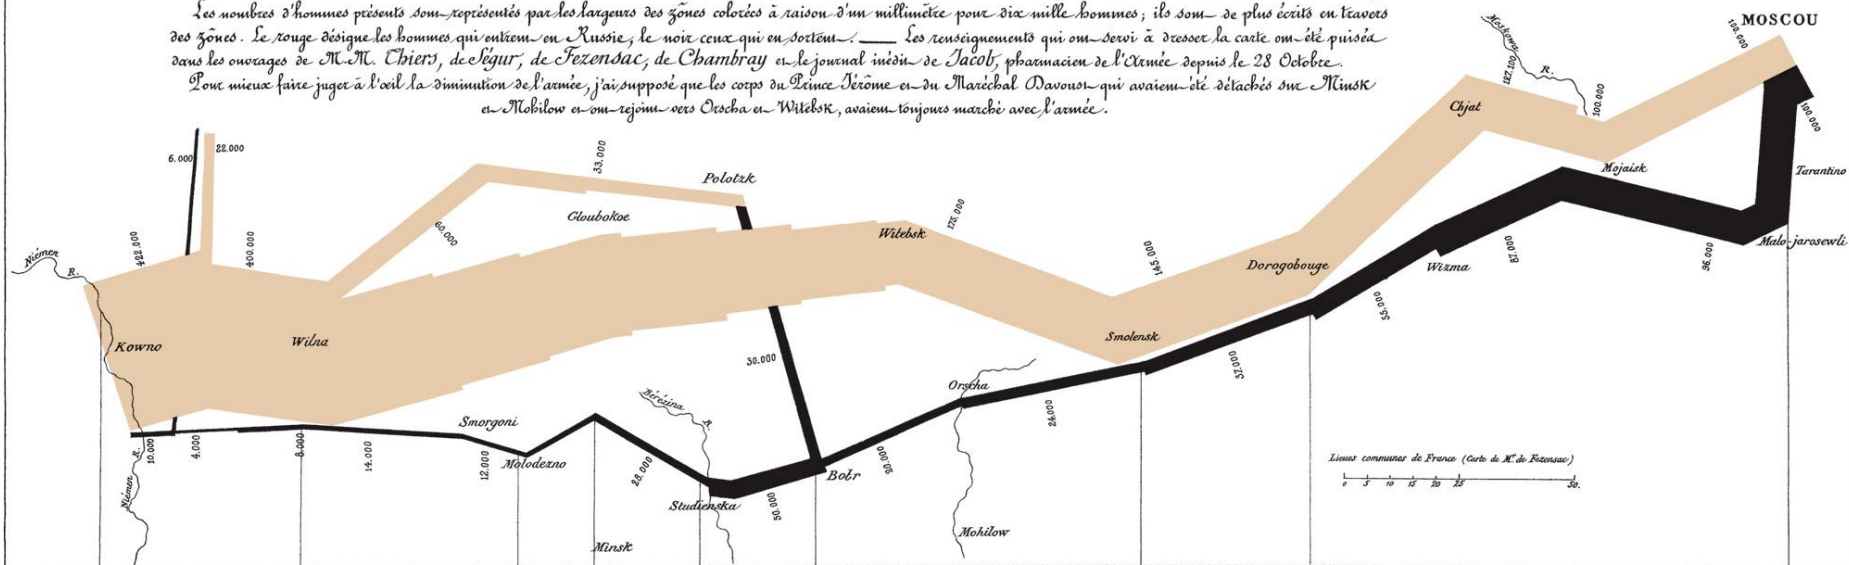 Les nombres d'hommes présents sont représentés par les largeurs des zônes colorées à raison d'un millimètre pour dix mille hommes; ils sont de plus écrits en travers
des zônes. Le rouge désigne les hommes qui entrent en Russie, le noir ceux qui en sortent. — Les renseignements qui ont servi à dresser la carte ont été puisés
dans les ouvrages de M.M. Thiers, de Ségur, de Fezensac, de Chambray et le journal inédit de Jacob, pharmacien de l'Armée depuis le 28 Octobre.
Pour mieux faire juger à l'œil la diminution de l'armée, j'ai supposé que les corps du Prince Jérôme et du Maréchal Davoust qui avaient été détachés sur Minsk
et Mohilow et ont rejoint vers Orscha et Witebsk, avaient toujours marché avec l'armée.
MOSCOU
100.000
Moskowa
R.
127.100
100.000
Chjat
100.000
Mojaisk
Tarantino
Malo-jarosewli
6.000
22.000
33.000
Polotzk
Gloubokoe
60.000
Witebsk
175.000
422.000
400.000
Niémen
R.
145.000
Dorogobouge
Wizma
82.000
96.000
55.000
Kowno
Wilna
Smolensk
30.000
37.000
Orscha
Bérézina
R.
24.000
Smorgoni
10.000
4.000
8.000
14.000
12.000
Molodezno
28.000
Studienska
50.000
Bobr
20.000
R.
Niémen
Minsk
Mohilow
Lieues communes de France (Carte de M. de Fezensac)
0 5 10 15 20 25 50.